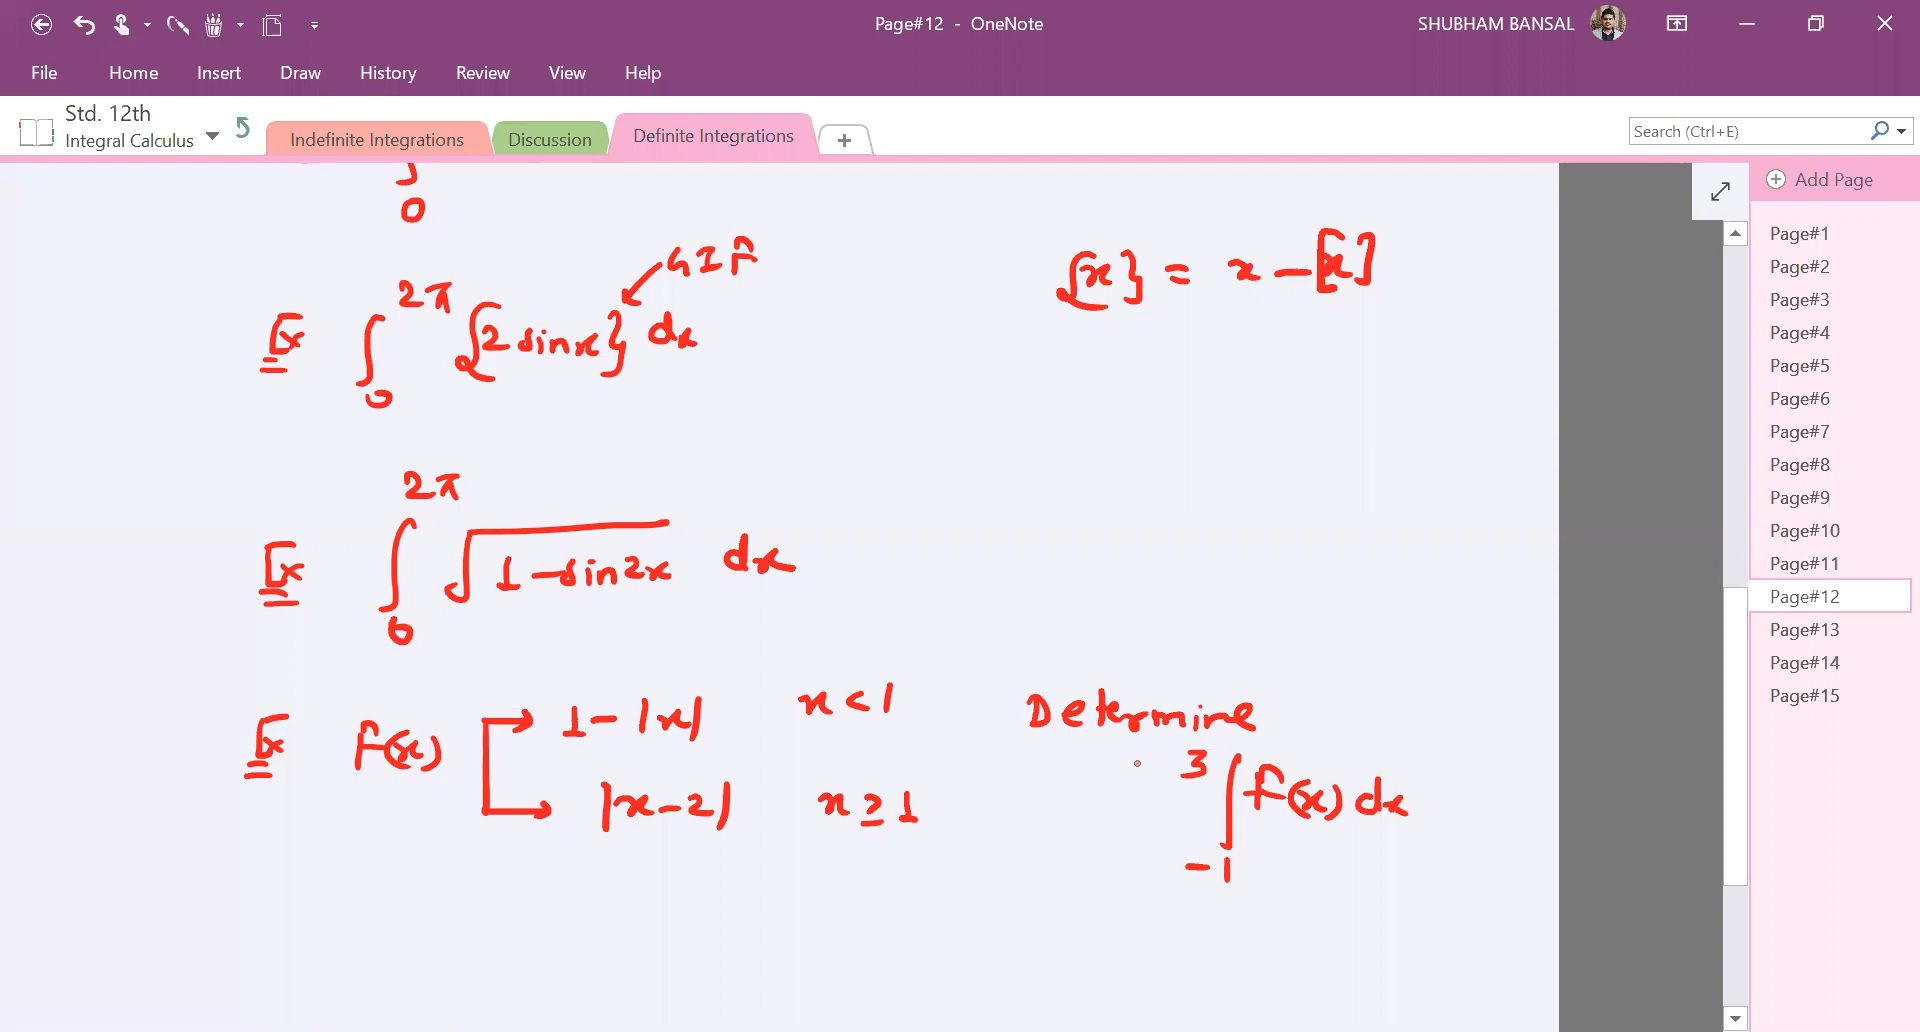 Page#12 - OneNote
SHUBHAM BANSAL
File Home Insert Draw History Review View Help
Std. 12th
Integral Calculus
Indefinite Integrations
Discussion
Definite Integrations
+
Search (Ctrl+E)
Add Page
Page#1
Page#2
Page#3
Page#4
Page#5
Page#6
Page#7
Page#8
Page#9
Page#10
Page#11
Page#12
Page#13
Page#14
Page#15
0
GIF
Ex ∫₀^2π {2 sinx} dx
{x} = x - [x]
Ex ∫₀^2π √(1-sin2x) dx
Ex f(x) → 1-|x| x<1
→ |x-2| x≥1
Determine
∫₋₁^3 f(x) dx